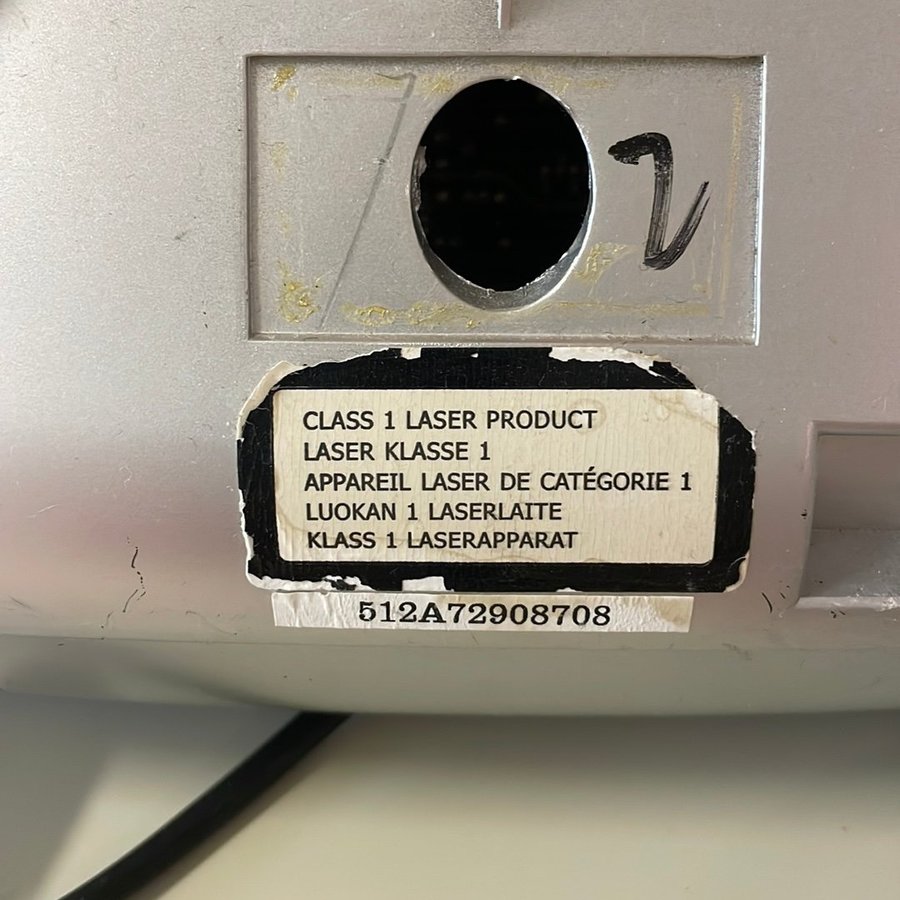 2
CLASS 1 LASER PRODUCT
LASER KLASSE 1
APPAREIL LASER DE CATÉGORIE 1
LUOKAN 1 LASERLAITE
KLASS 1 LASERAPPARAT
512A72908708